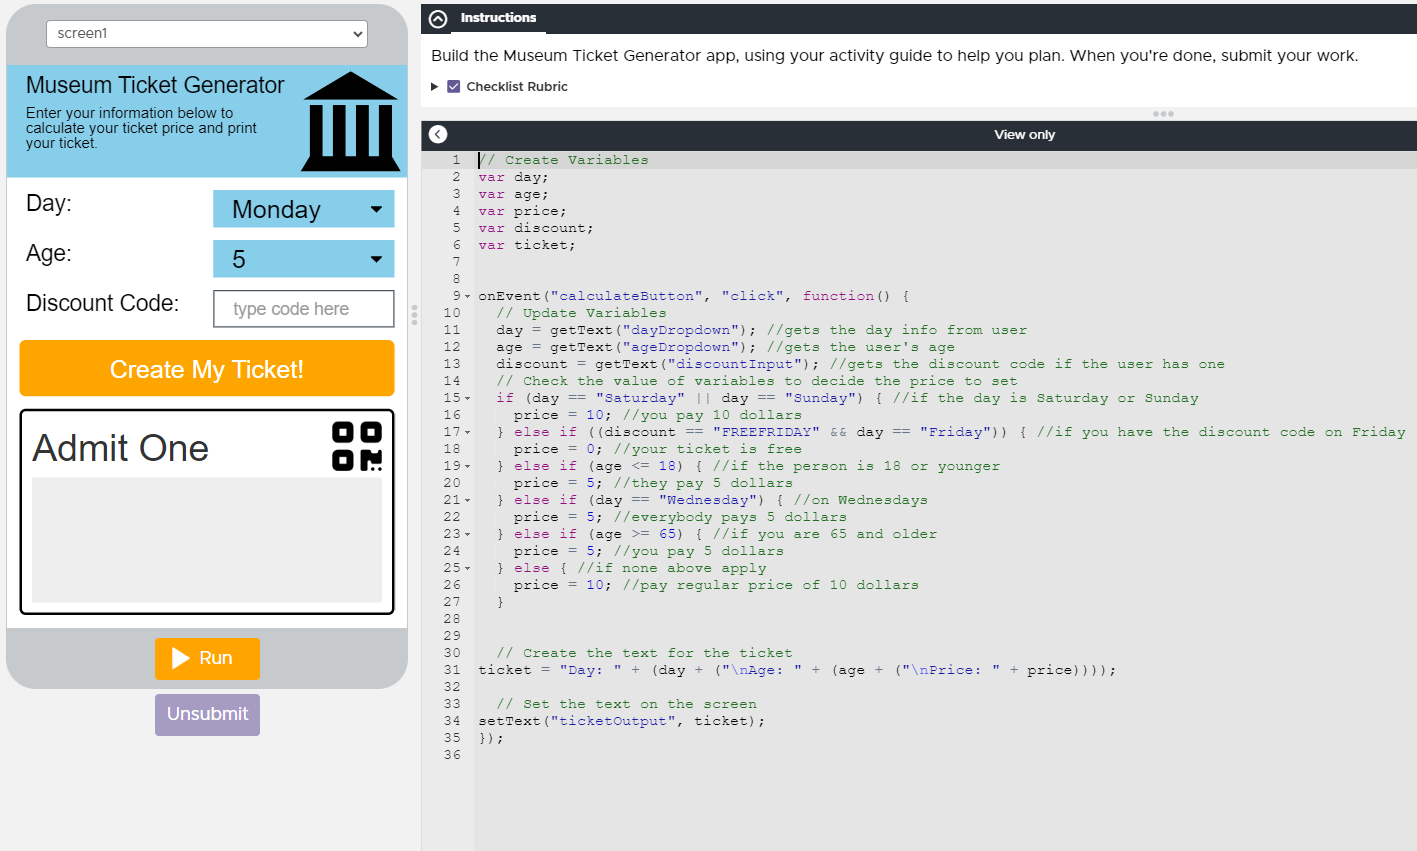 screen1
Museum Ticket Generator
Enter your information below to
calculate your ticket price and print
your ticket.
Day:
Monday
Age:
5
Discount Code:
type code here
Create My Ticket!
Admit One
Run
Unsubmit
Instructions
Build the Museum Ticket Generator app, using your activity guide to help you plan. When you're done, submit your work.
Checklist Rubric
View only
1 // Create Variables
2 var day;
3 var age;
4 var price;
5 var discount;
6 var ticket;
7
8
9 onEvent("calculateButton", "click", function() {
10 // Update Variables
11 day = getText("dayDropdown"); //gets the day info from user
12 age = getText("ageDropdown"); //gets the user's age
13 discount = getText("discountInput"); //gets the discount code if the user has one
14 // Check the value of variables to decide the price to set
15 if (day == "Saturday" || day == "Sunday") { //if the day is Saturday or Sunday
16 price = 10; //you pay 10 dollars
17 } else if ((discount == "FREEFRIDAY" && day == "Friday")) { //if you have the discount code on Friday
18 price = 0; //your ticket is free
19 } else if (age <= 18) { //if the person is 18 or younger
20 price = 5; //they pay 5 dollars
21 } else if (day == "Wednesday") { //on Wednesdays
22 price = 5; //everybody pays 5 dollars
23 } else if (age >= 65) { //if you are 65 and older
24 price = 5; //you pay 5 dollars
25 } else { //if none above apply
26 price = 10; //pay regular price of 10 dollars
27 }
28
29
30 // Create the text for the ticket
31 ticket = "Day: " + (day + ("\nAge: " + (age + ("\nPrice: " + price))));
32
33 // Set the text on the screen
34 setText("ticketOutput", ticket);
35 });
36